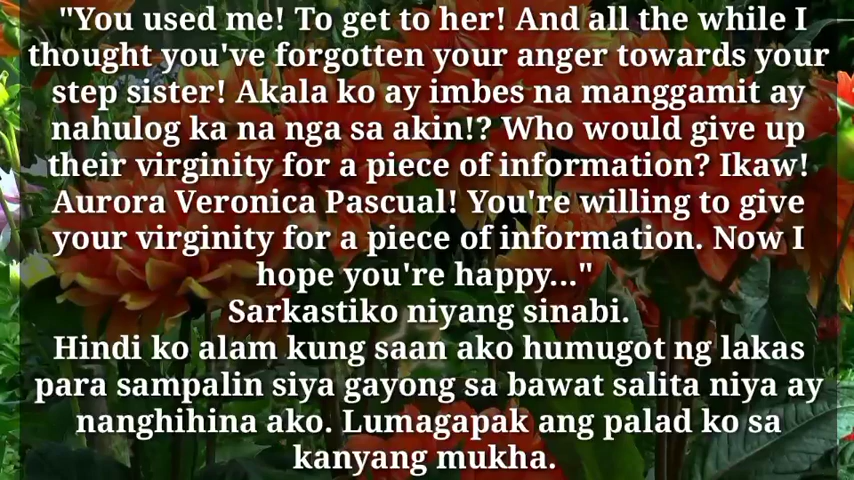 "You used me! To get to her! And all the while I
thought you've forgotten your anger towards your
step sister! Akala ko ay imbes na manggamit ay
nahulog ka na nga sa akin!? Who would give up
their virginity for a piece of information? Ikaw!
Aurora Veronica Pascual! You're willing to give
your virginity for a piece of information. Now I
hope you're happy..."
Sarkastiko niyang sinabi.
Hindi ko alam kung saan ako humugot ng lakas
para sampalin siya gayong sa bawat salita niya ay
nanghihina ako. Lumagapak ang palad ko sa
kanyang mukha.